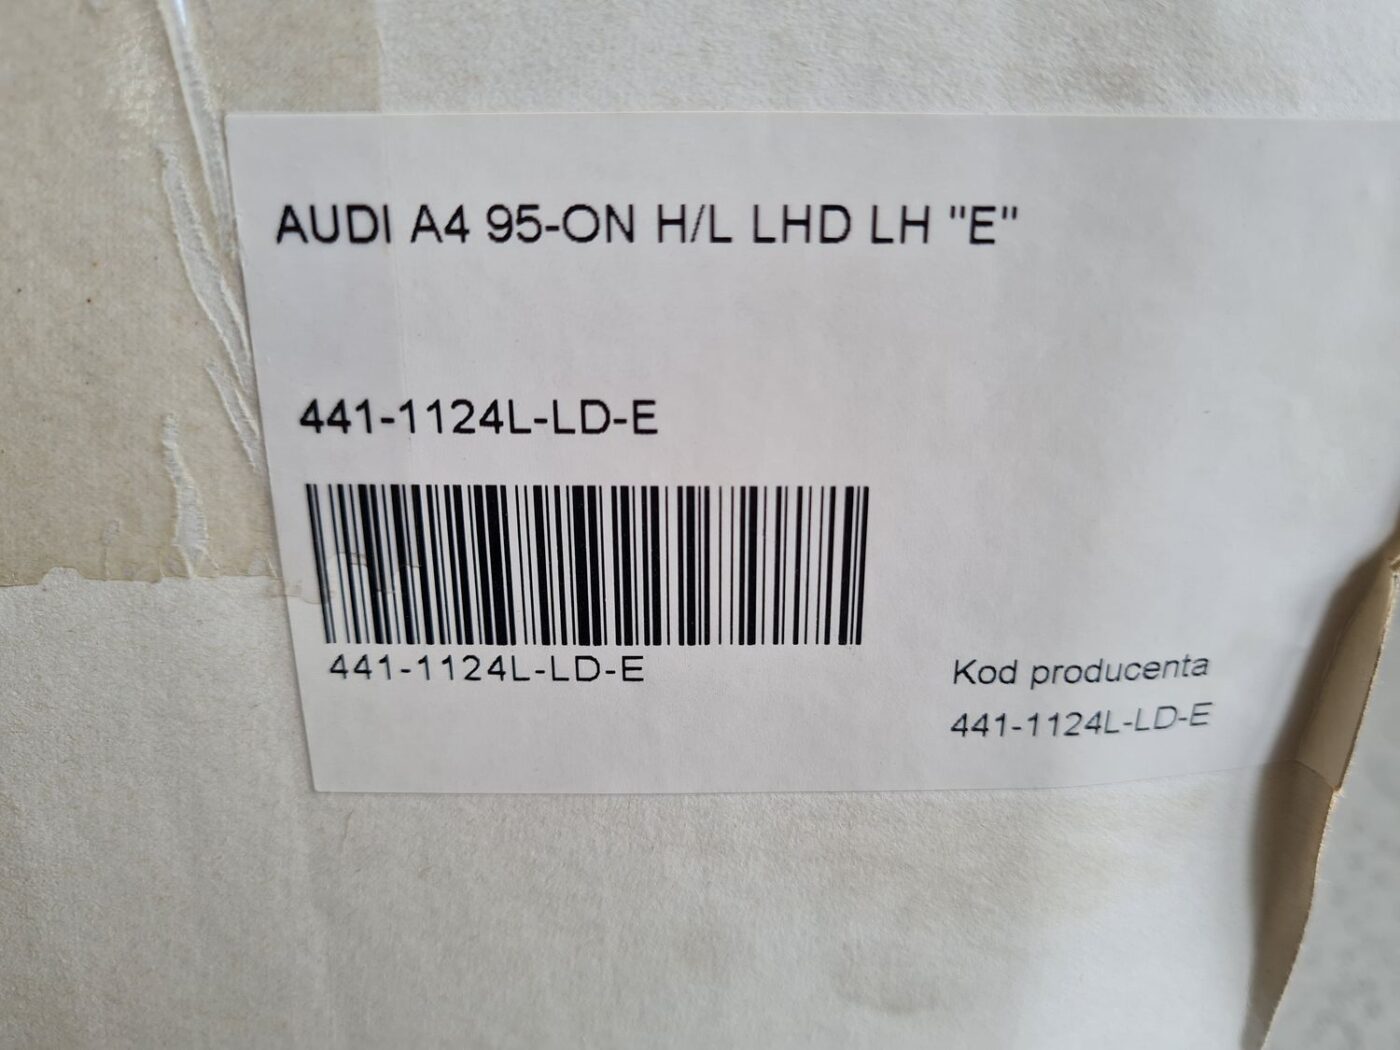 AUDI A4 95-ON H/L LHD LH "E"
441-1124L-LD-E
441-1124L-LD-E
Kod producenta
441-1124L-LD-E